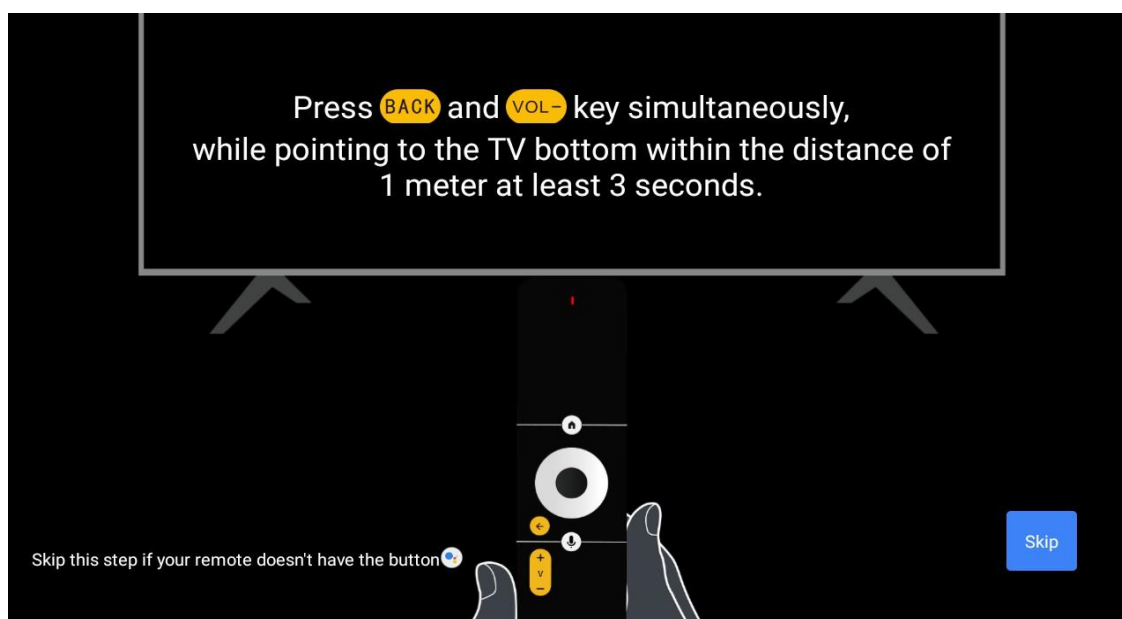 Press BACK and VOL- key simultaneously,
while pointing to the TV bottom within the distance of
1 meter at least 3 seconds.
+
V
-
Skip this step if your remote doesn't have the button
Skip